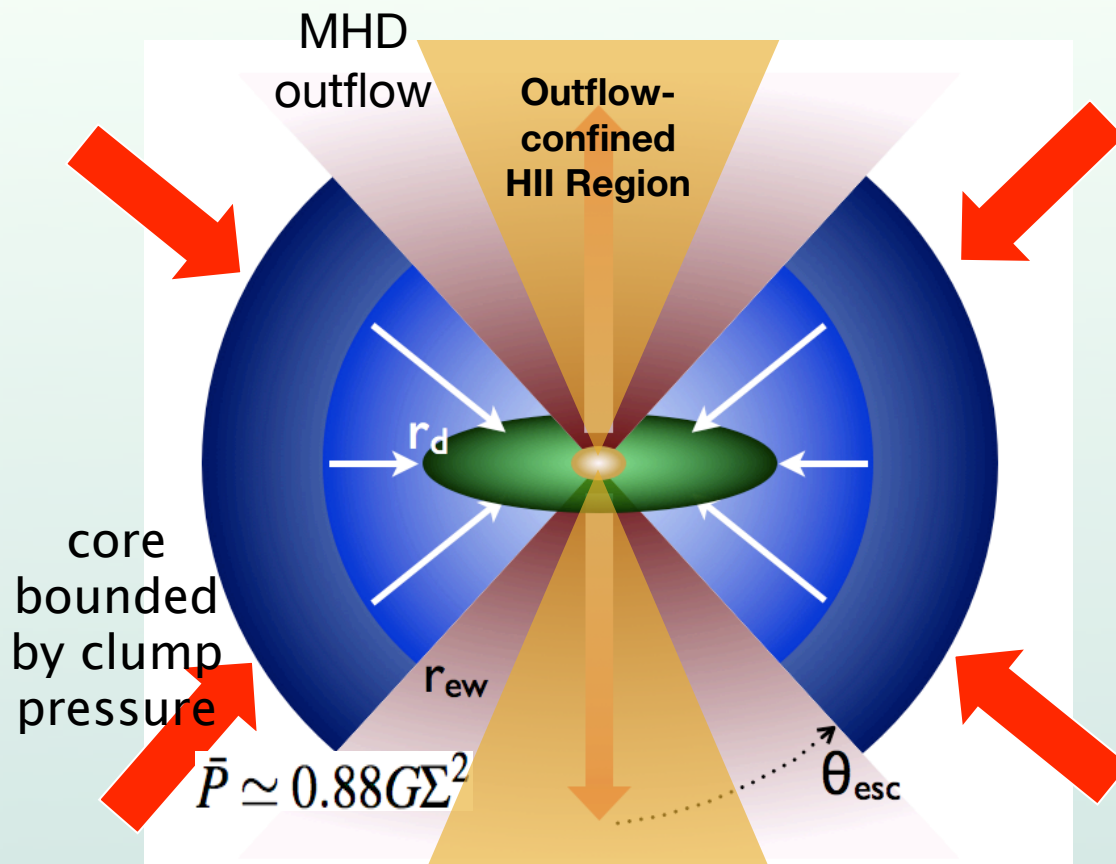 MHD
outflow
Outflow-
confined
HII Region
r_d
core
bounded
by clump
pressure
r_ew
P̄ ≃ 0.88GΣ²
θ_esc